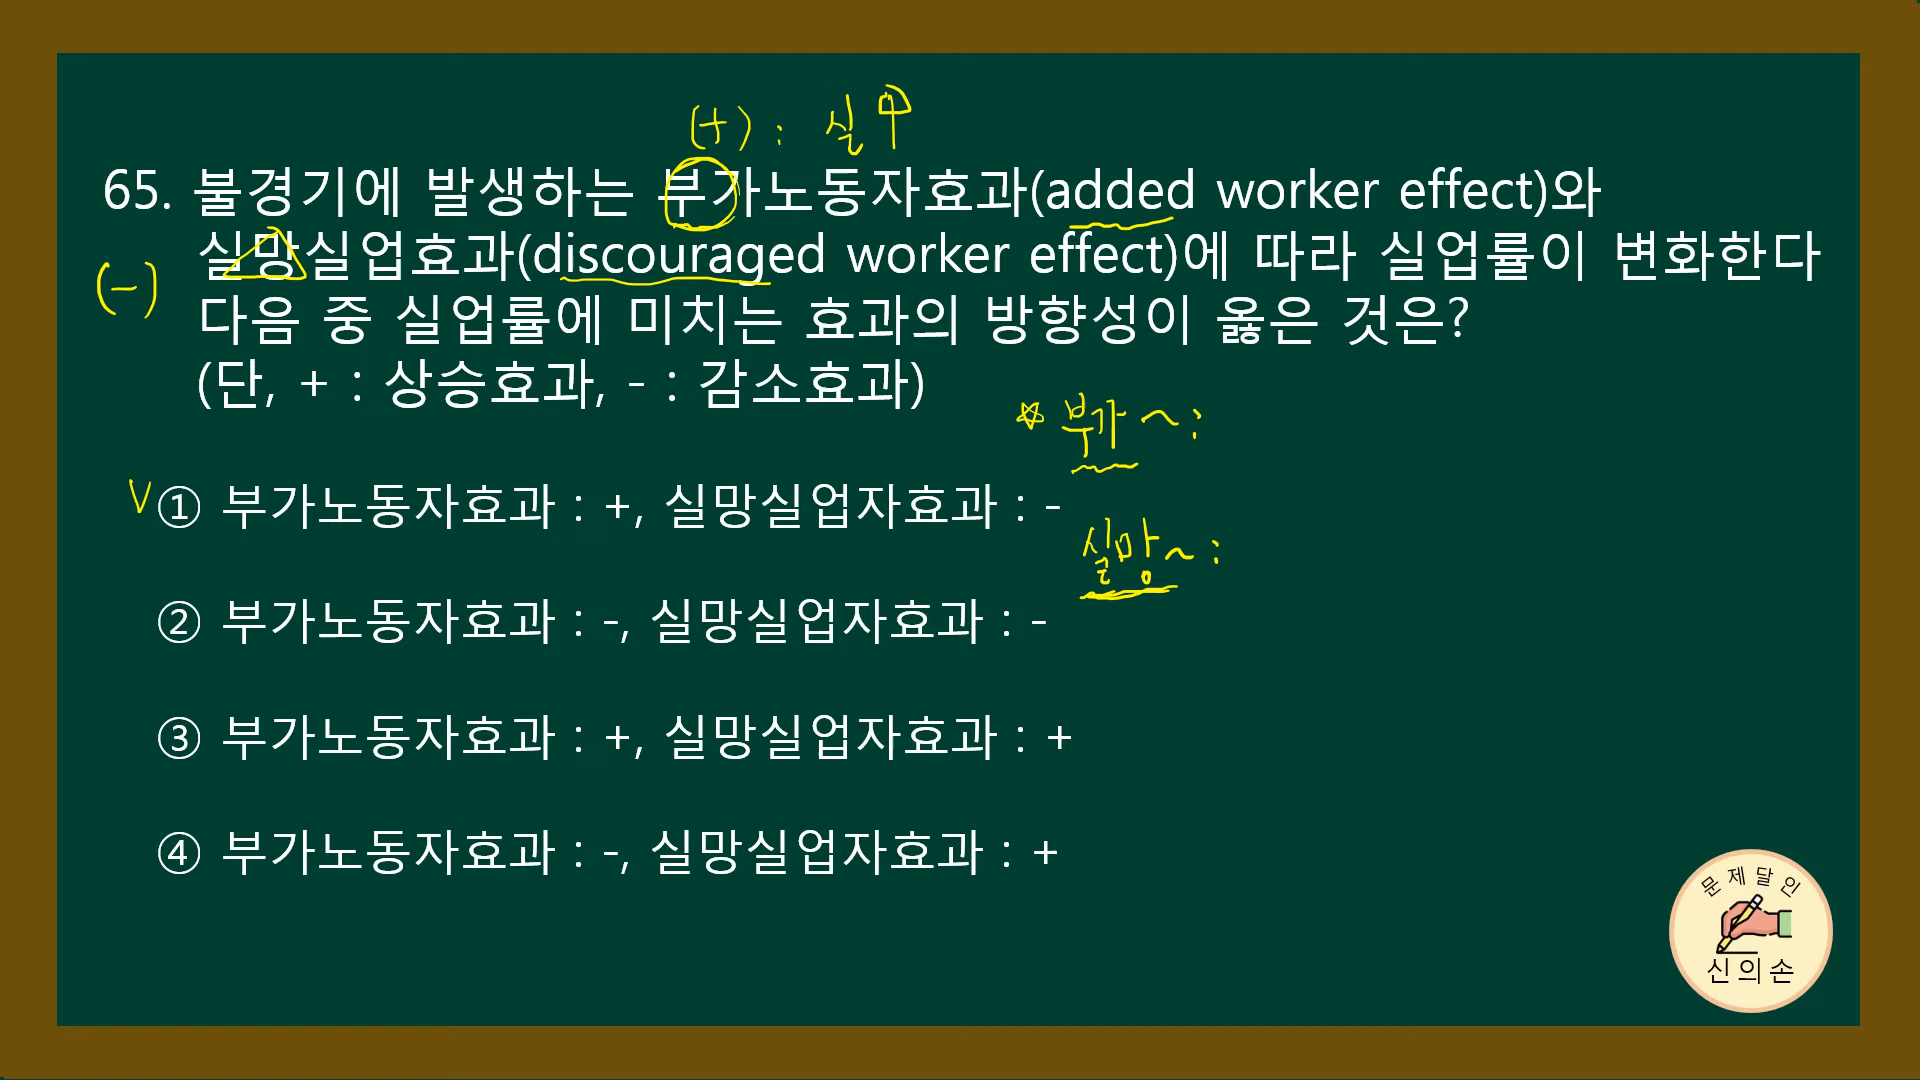 (+) : 실↑
65. 불경기에 발생하는 부가노동자효과(added worker effect)와
실망실업효과(discouraged worker effect)에 따라 실업률이 변화한다
(-)
다음 중 실업률에 미치는 효과의 방향성이 옳은 것은?
(단, + : 상승효과, - : 감소효과)
☆ 부가 ~ :
V ① 부가노동자효과 : +, 실망실업자효과 : -
실망 ~ :
② 부가노동자효과 : -, 실망실업자효과 : -
③ 부가노동자효과 : +, 실망실업자효과 : +
④ 부가노동자효과 : -, 실망실업자효과 : +
문제달인
신의손